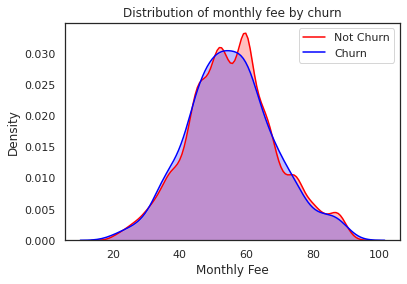 Distribution of monthly fee by churn
Not Churn
Churn
0.030
0.025
0.020
0.015
0.010
0.005
0.000
Density
20
40
60
80
100
Monthly Fee